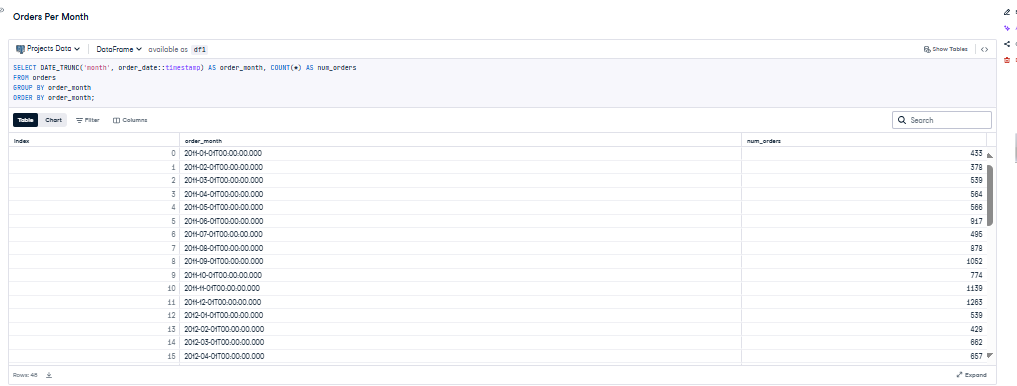 Orders Per Month
Projects Data DataFrame available as df1 Show Tables
SELECT DATE_TRUNC('month', order_date::timestamp) AS order_month, COUNT(*) AS num_orders
FROM orders
GROUP BY order_month
ORDER BY order_month;
Table Chart Filter Columns Search
index order_month num_orders
0 2011-01-01T00:00:00.000 433
1 2011-02-01T00:00:00.000 378
2 2011-03-01T00:00:00.000 539
3 2011-04-01T00:00:00.000 564
4 2011-05-01T00:00:00.000 566
5 2011-06-01T00:00:00.000 917
6 2011-07-01T00:00:00.000 495
7 2011-08-01T00:00:00.000 878
8 2011-09-01T00:00:00.000 1052
9 2011-10-01T00:00:00.000 774
10 2011-11-01T00:00:00.000 1139
11 2011-12-01T00:00:00.000 1263
12 2012-01-01T00:00:00.000 539
13 2012-02-01T00:00:00.000 429
14 2012-03-01T00:00:00.000 662
15 2012-04-01T00:00:00.000 657
Rows: 48 Expand